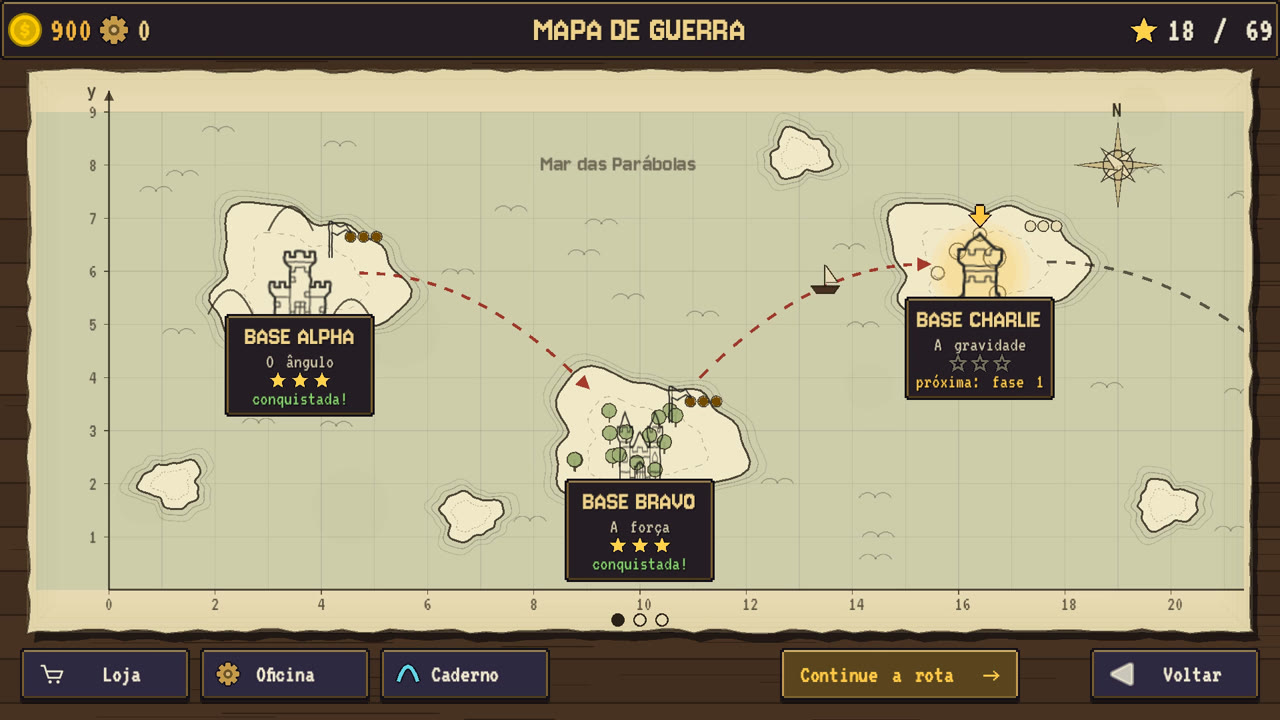 900 0 MAPA DE GUERRA 18 / 69
y
N
9
8
7
6
5
4
3
2
1
Mar das Parábolas
BASE ALPHA
O ângulo
conquistada!
BASE BRAVO
A força
conquistada!
BASE CHARLIE
A gravidade
próxima: fase 1
0 2 4 6 8 10 12 14 16 18 20
Loja Oficina Caderno Continue a rota → Voltar